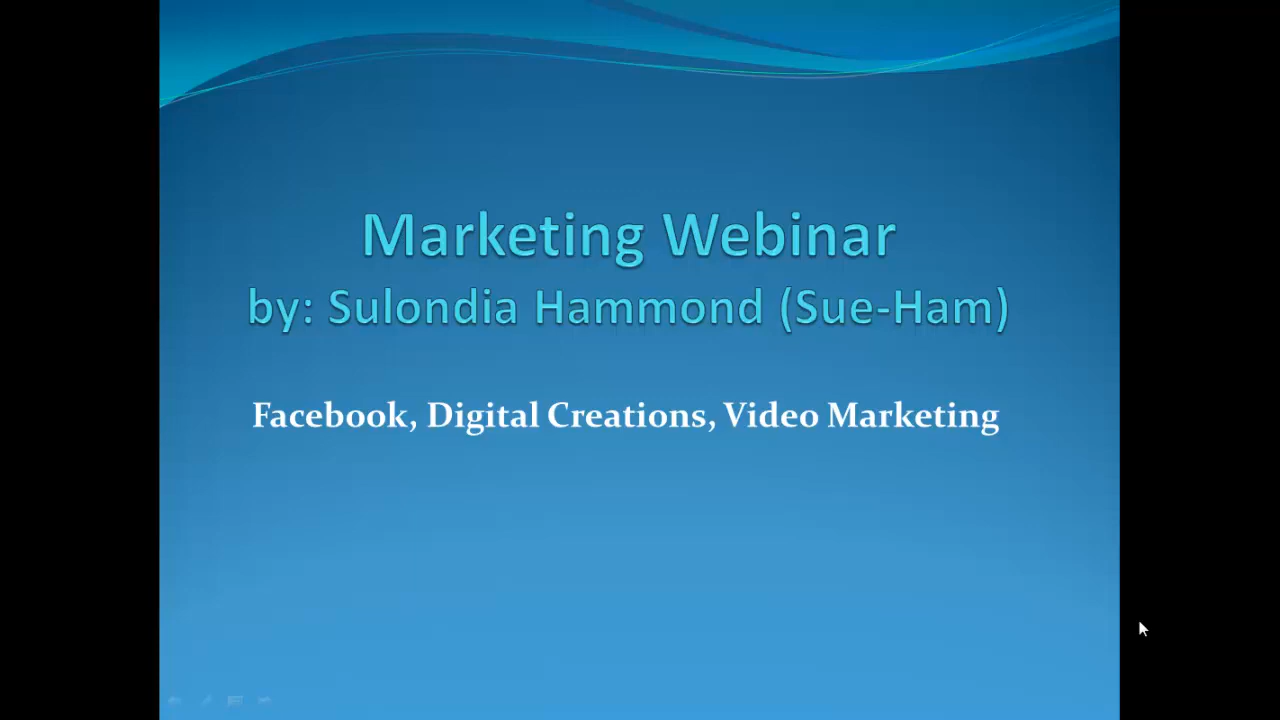 Marketing Webinar
by: Sulondia Hammond (Sue-Ham)
Facebook, Digital Creations, Video Marketing